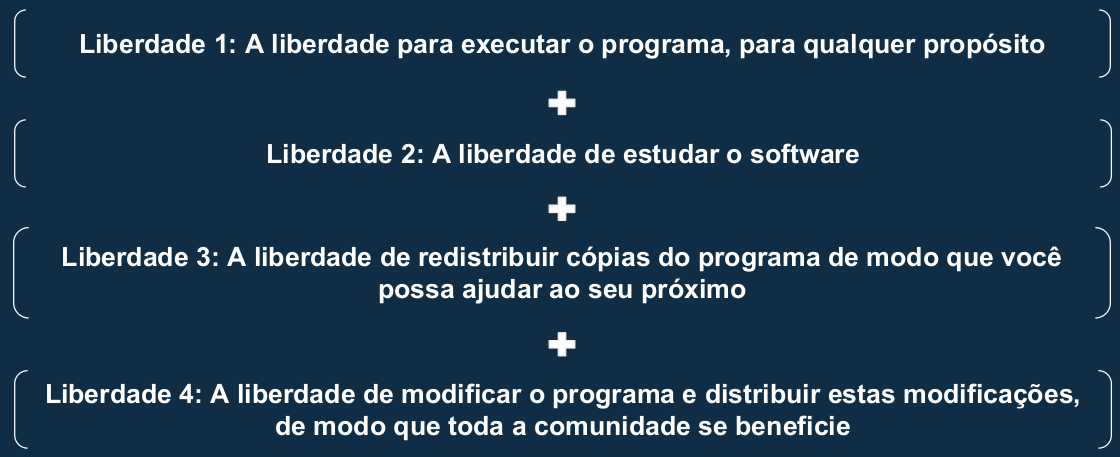 Liberdade 1: A liberdade para executar o programa, para qualquer propósito
Liberdade 2: A liberdade de estudar o software
Liberdade 3: A liberdade de redistribuir cópias do programa de modo que você
possa ajudar ao seu próximo
Liberdade 4: A liberdade de modificar o programa e distribuir estas modificações,
de modo que toda a comunidade se beneficie